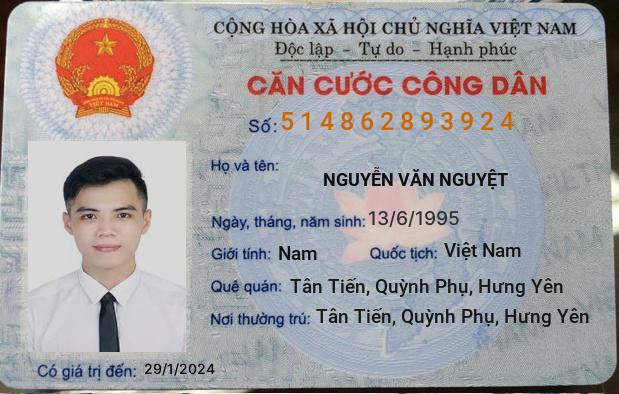 CỘNG HÒA XÃ HỘI CHỦ NGHĨA VIỆT NAM
Độc lập - Tự do - Hạnh phúc
CĂN CƯỚC CÔNG DÂN
Số: 514862893924
Họ và tên:
NGUYỄN VĂN NGUYỆT
Ngày, tháng, năm sinh: 13/6/1995
Giới tính: Nam Quốc tịch: Việt Nam
Quê quán: Tân Tiến, Quỳnh Phụ, Hưng Yên
Nơi thường trú: Tân Tiến, Quỳnh Phụ, Hưng Yên
Có giá trị đến: 29/1/2024